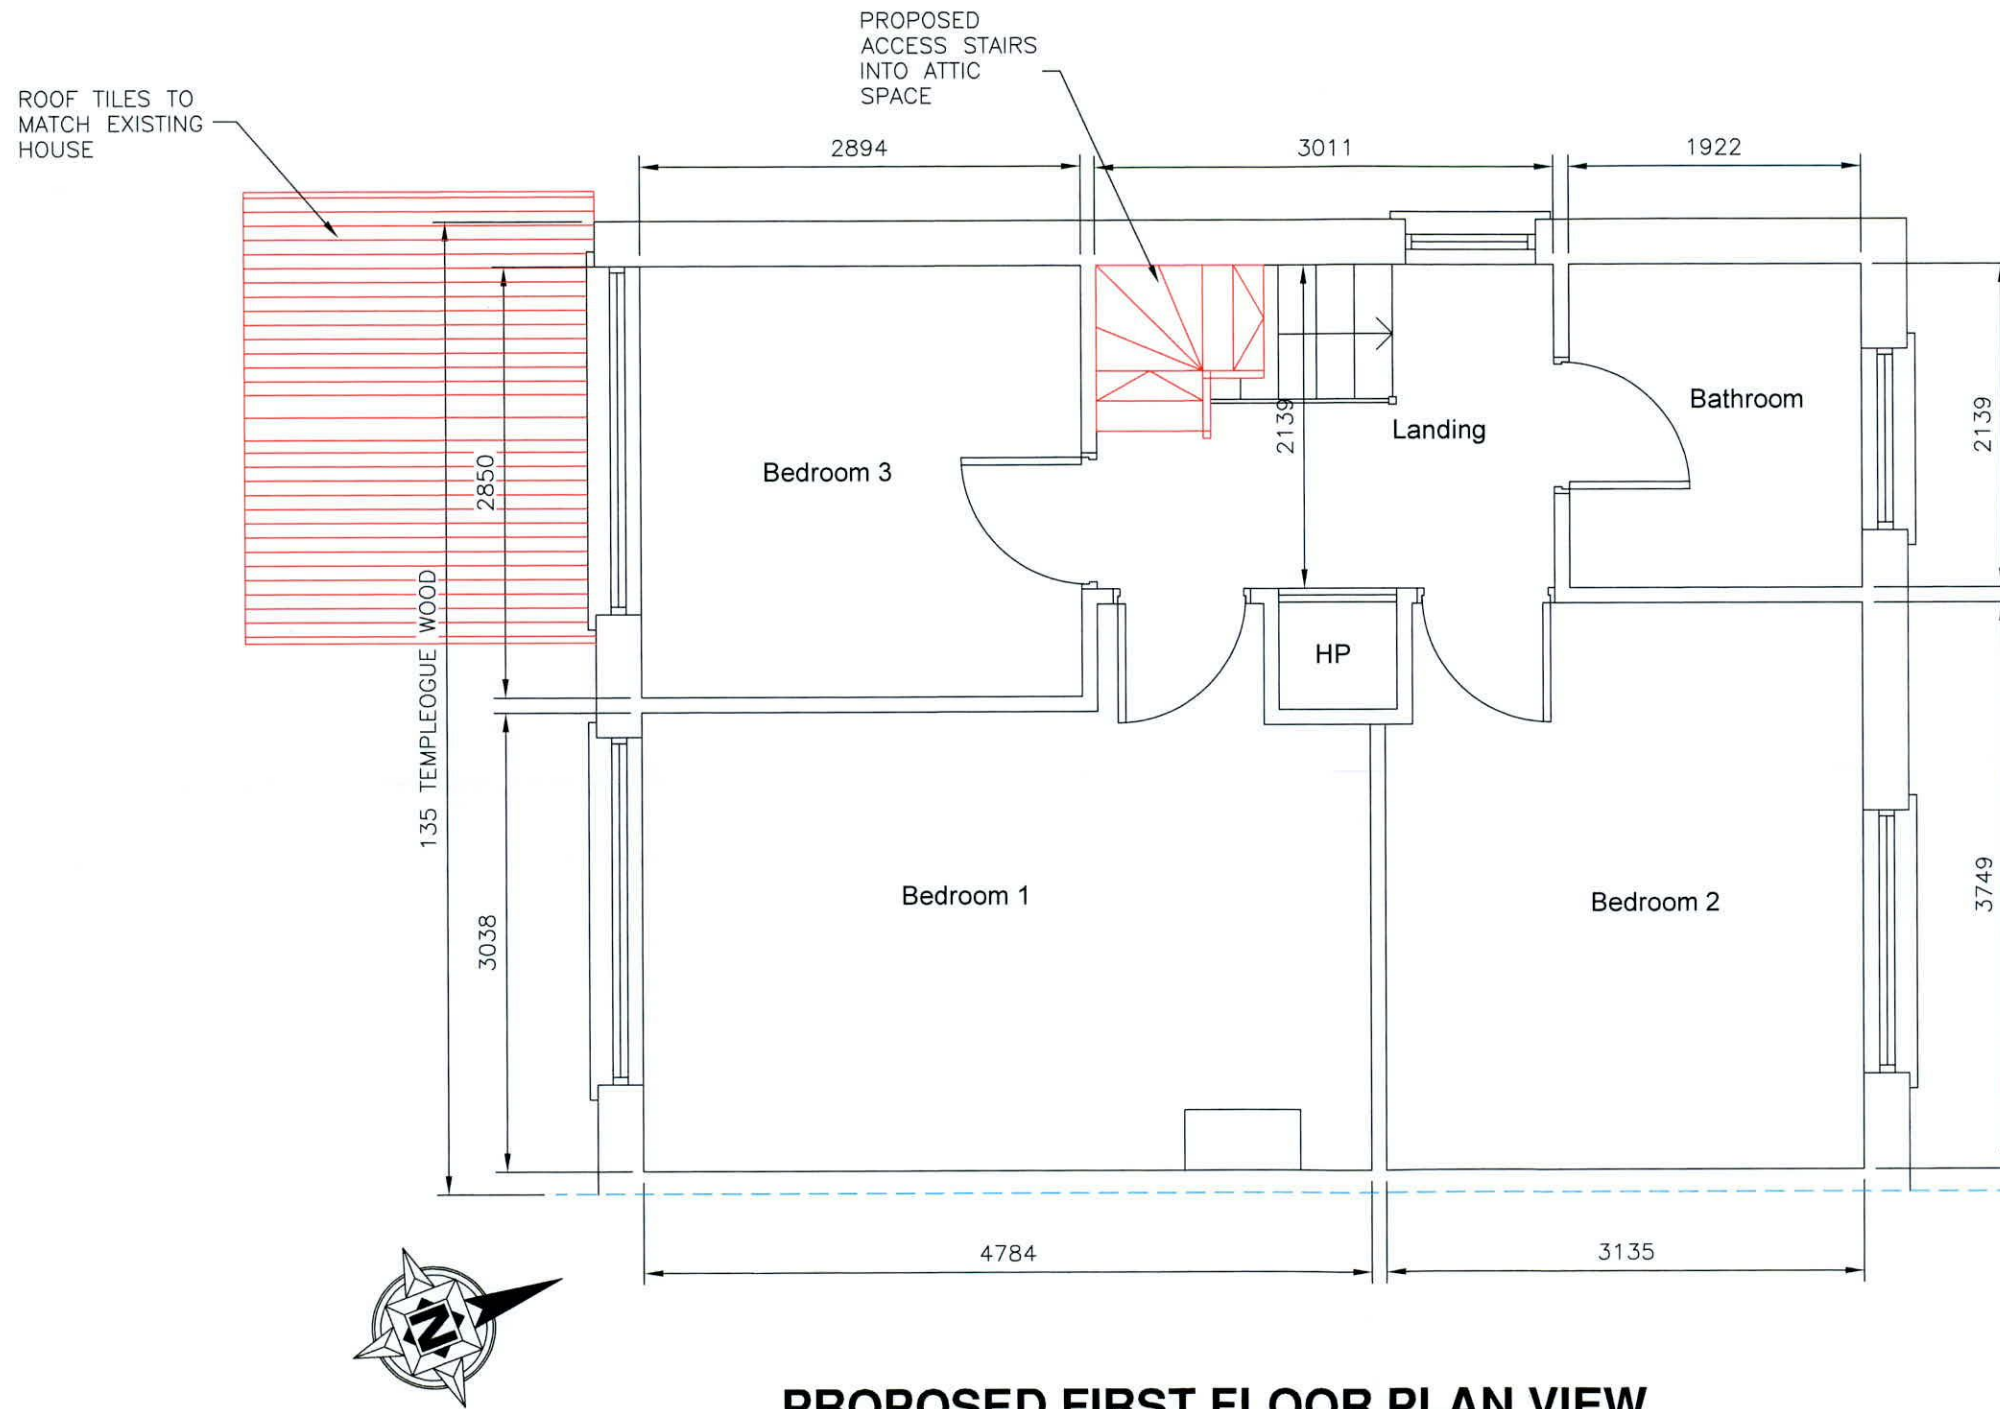 PROPOSED
ACCESS STAIRS
INTO ATTIC
SPACE
ROOF TILES TO
MATCH EXISTING
HOUSE
2894
3011
1922
2850
2139
2139
Bedroom 3
Landing
Bathroom
135 TEMPLEOGUE WOOD
HP
3038
3749
Bedroom 1
Bedroom 2
4784
3135
N
PROPOSED FIRST FLOOR PLAN VIEW